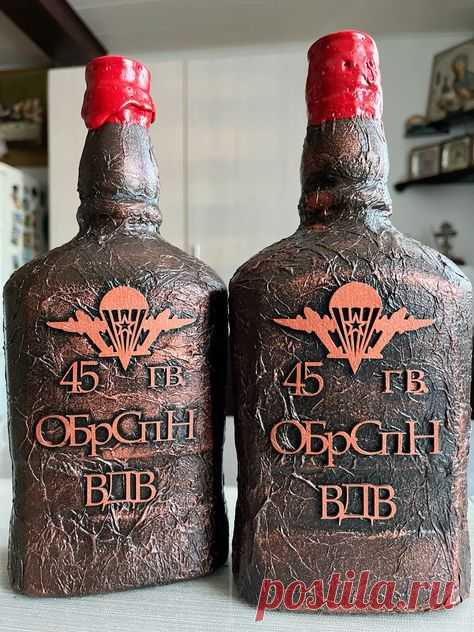 45 гв.
ОБрСпН
ВДВ
45 гв.
ОБрСпН
ВДВ
postila.ru